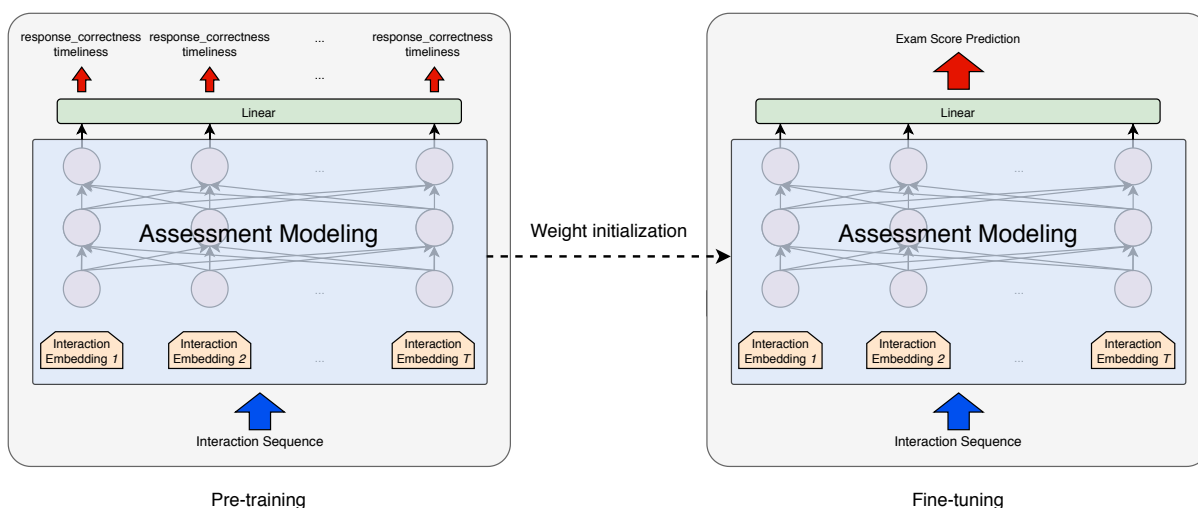 response_correctness response_correctness ... response_correctness
timeliness timeliness ... timeliness
Linear
...
Assessment Modeling
...
Interaction Interaction ... Interaction
Embedding 1 Embedding 2 Embedding T
Interaction Sequence
Pre-training
Weight initialization
Exam Score Prediction
Linear
...
Assessment Modeling
...
Interaction Interaction ... Interaction
Embedding 1 Embedding 2 Embedding T
Interaction Sequence
Fine-tuning